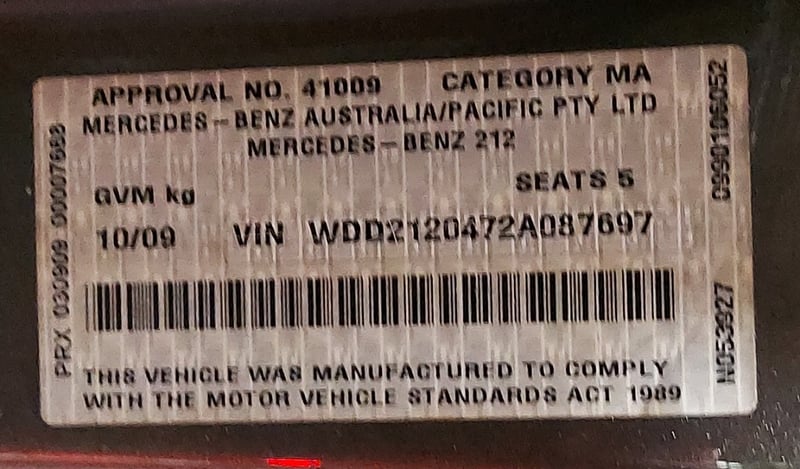 APPROVAL NO. 41009 CATEGORY MA
MERCEDES-BENZ AUSTRALIA/PACIFIC PTY LTD
MERCEDES-BENZ 212
SEATS 5
GVM kg
10/09 VIN WDD2120472A087697
THIS VEHICLE WAS MANUFACTURED TO COMPLY
WITH THE MOTOR VEHICLE STANDARDS ACT 1989
PRX 030909 00007688
N053927 0990106052